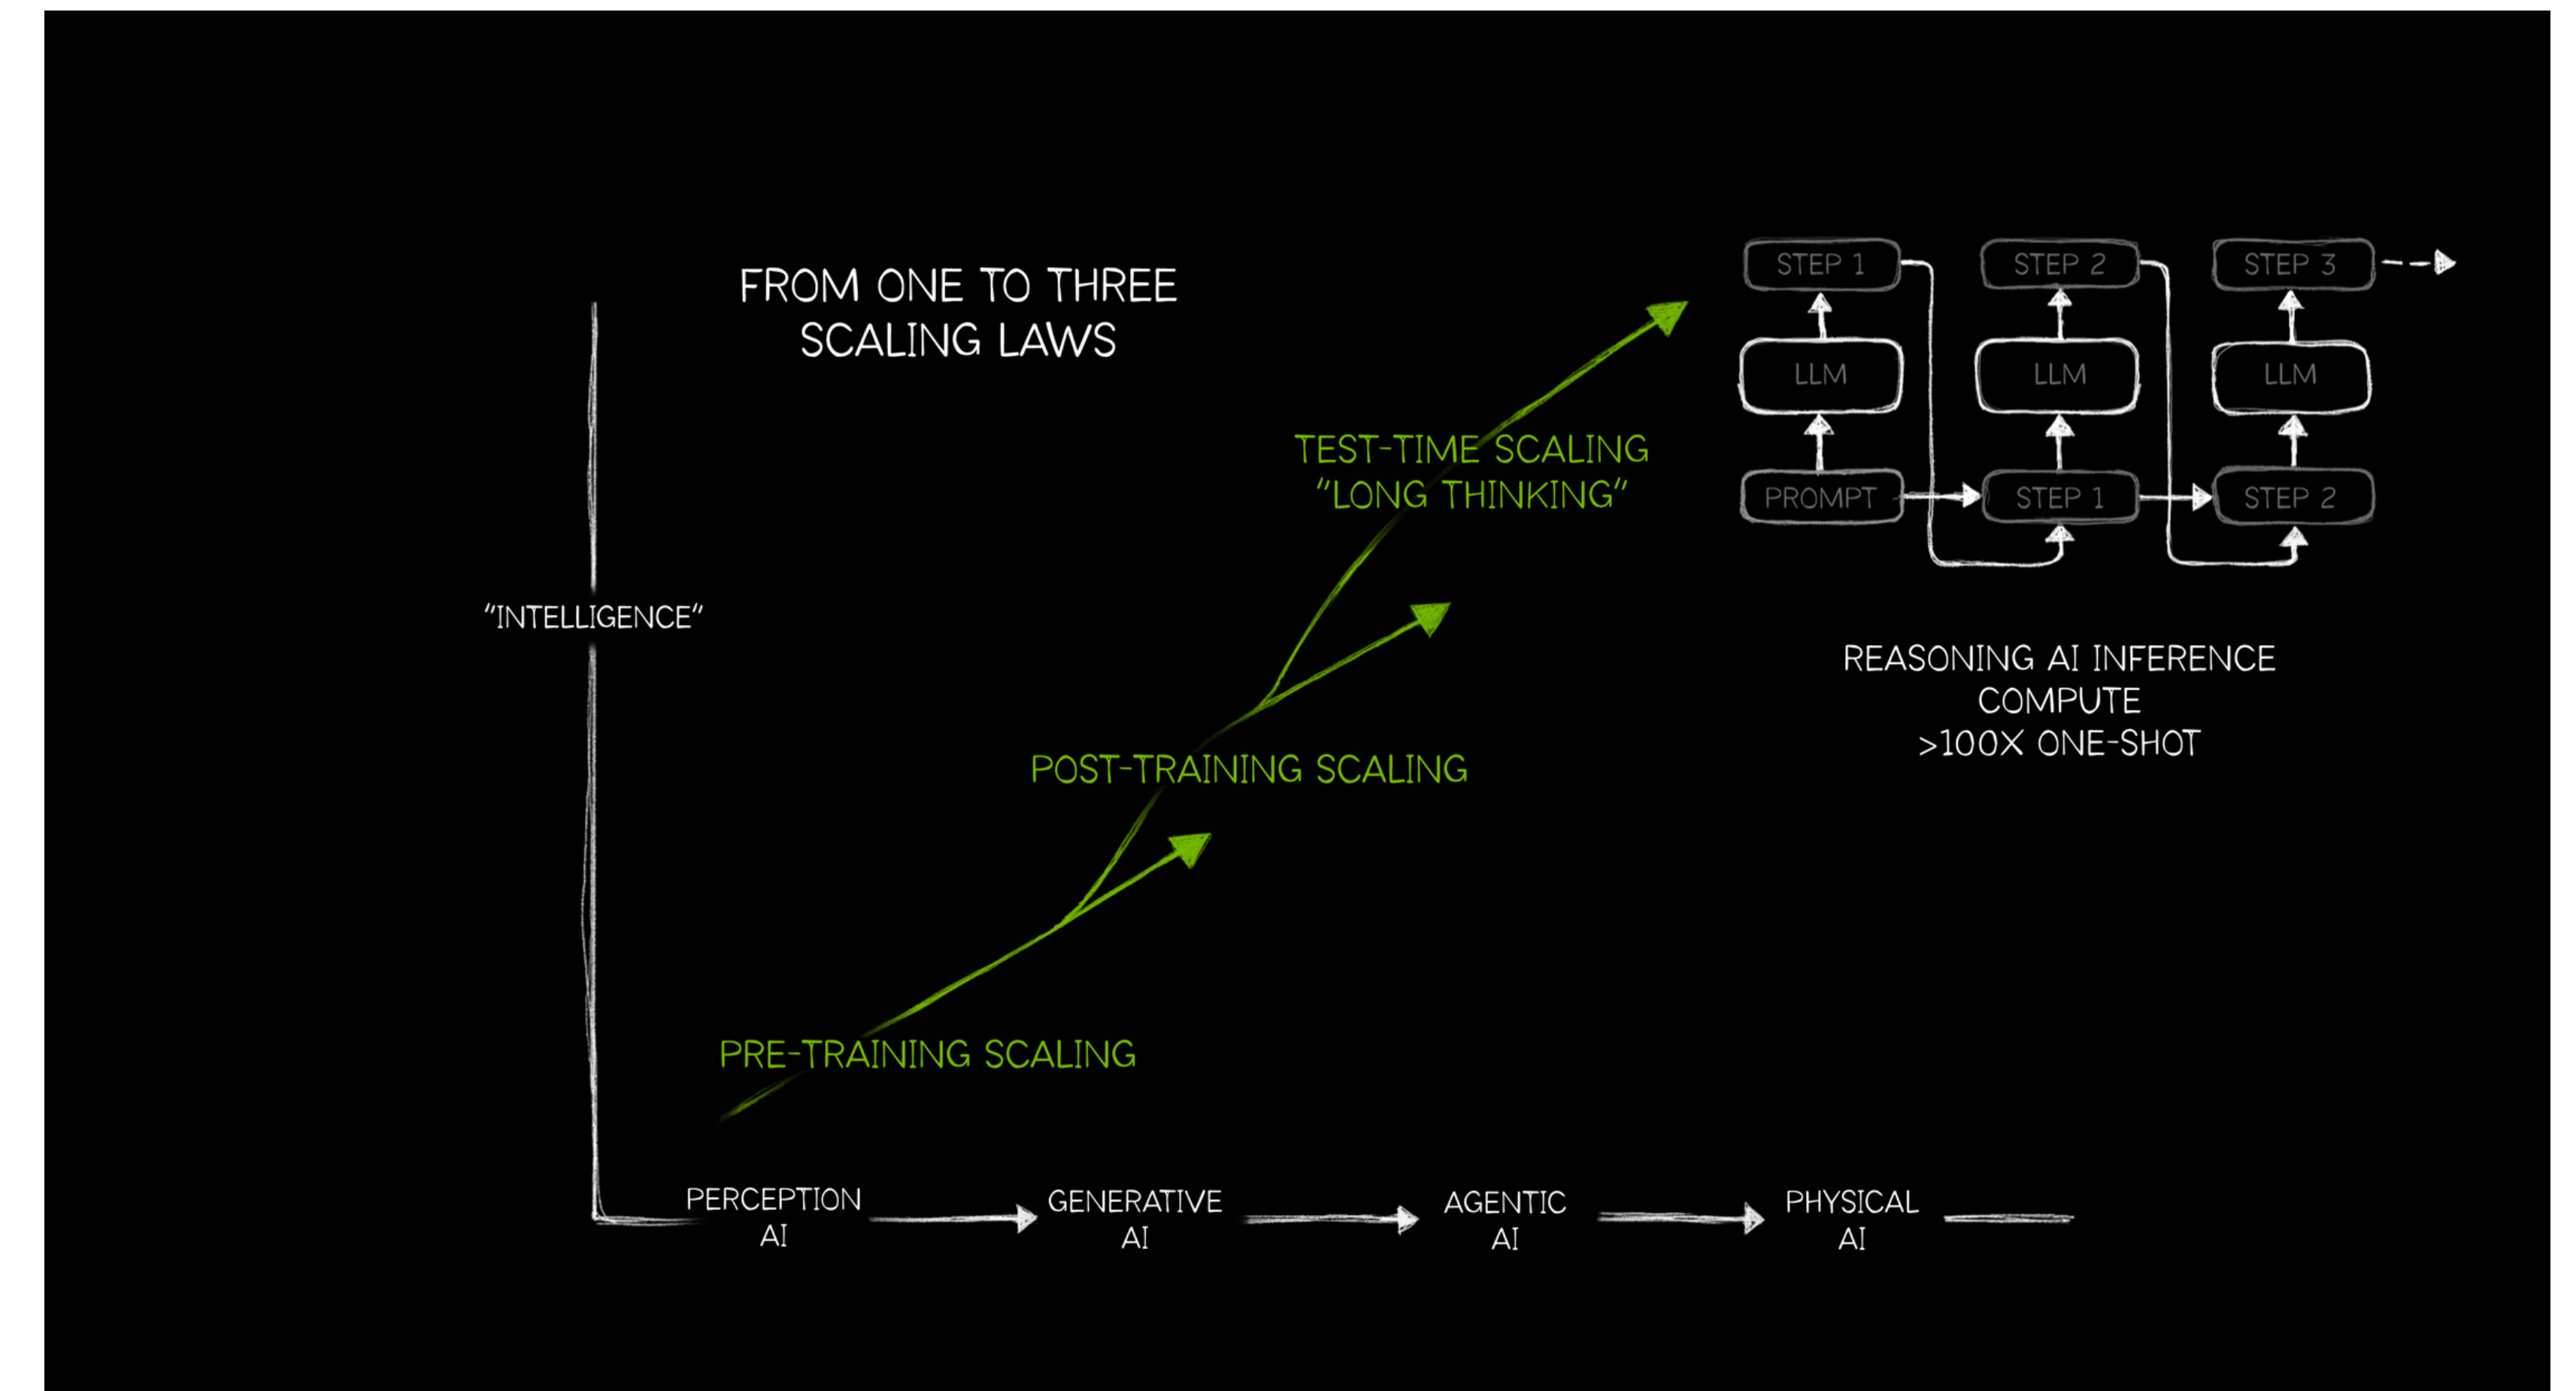 FROM ONE TO THREE
SCALING LAWS
"INTELLIGENCE"
TEST-TIME SCALING
"LONG THINKING"
POST-TRAINING SCALING
PRE-TRAINING SCALING
PERCEPTION
AI
GENERATIVE
AI
AGENTIC
AI
PHYSICAL
AI
STEP 1
STEP 2
STEP 3
LLM
LLM
LLM
PROMPT
STEP 1
STEP 2
REASONING AI INFERENCE
COMPUTE
>100X ONE-SHOT